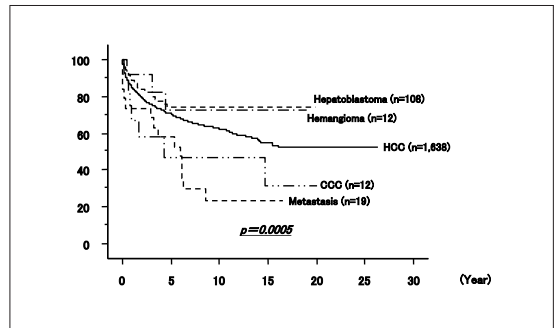 100
80
60
40
20
0
Hepatoblastoma (n=108)
Hemangioma (n=12)
HCC (n=1,638)
CCC (n=12)
Metastasis (n=19)
p=0.0005
0 5 10 15 20 25 30 (Year)